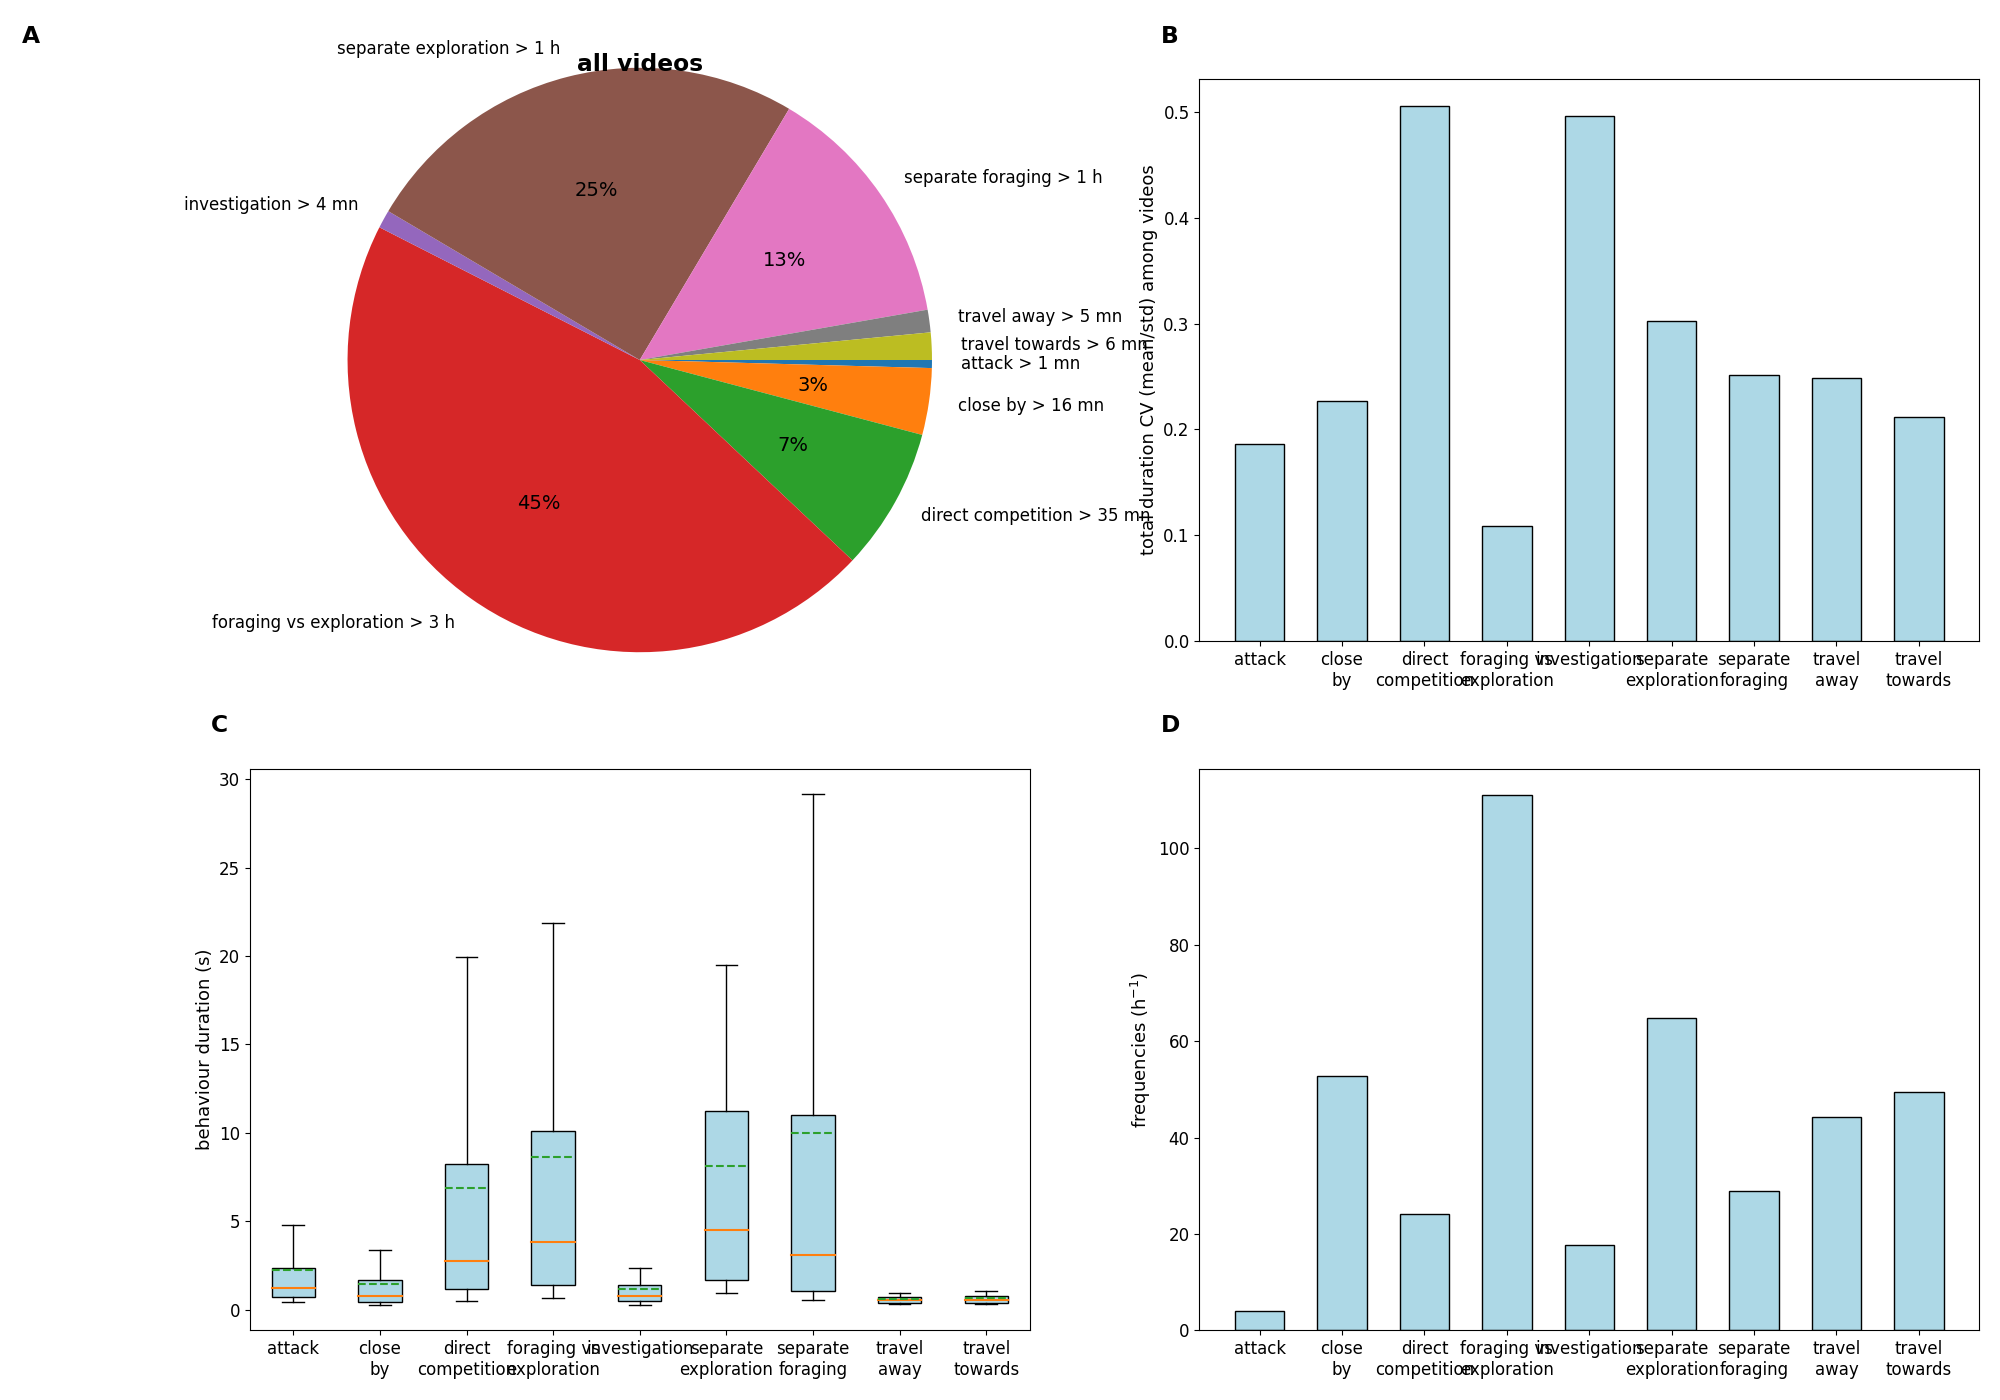 A
all videos
separate exploration > 1 h
investigation > 4 mn
25%
separate foraging > 1 h
13%
travel away > 5 mn
travel towards > 6 mn
attack > 1 mn
3%
close by > 16 mn
7%
direct competition > 35 mn
45%
foraging vs exploration > 3 h
B
total duration CV (mean/std) among videos
0.5
0.4
0.3
0.2
0.1
0.0
attack
close
by
direct
competition
foraging vs
exploration
investigation
separate
exploration
separate
foraging
travel
away
travel
towards
C
behaviour duration (s)
30
25
20
15
10
5
0
attack
close
by
direct
competition
foraging vs
exploration
investigation
separate
exploration
separate
foraging
travel
away
travel
towards
D
frequencies (h⁻¹)
100
80
60
40
20
0
attack
close
by
direct
competition
foraging vs
exploration
investigation
separate
exploration
separate
foraging
travel
away
travel
towards